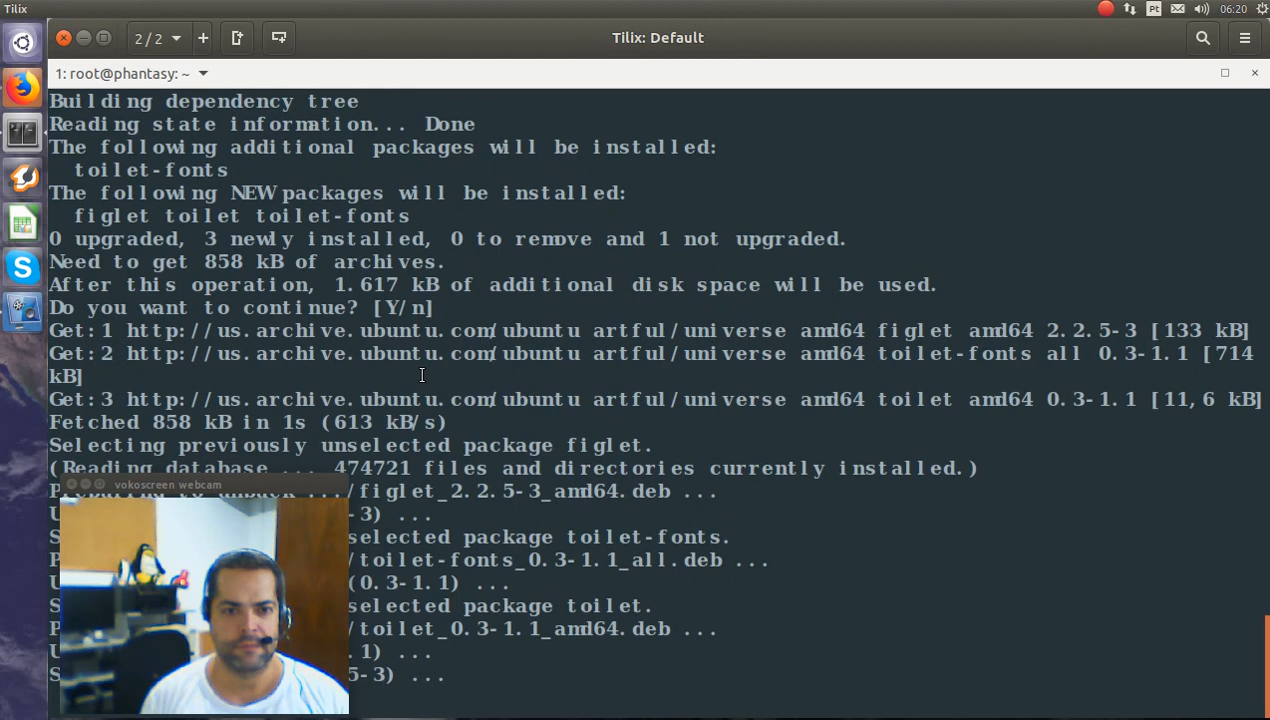 Tilix
Pt
06:20
2/2
Tilix: Default
1: root@phantasy: ~
Building dependency tree
Reading state information... Done
The following additional packages will be installed:
toilet-fonts
The following NEW packages will be installed:
figlet toilet toilet-fonts
0 upgraded, 3 newly installed, 0 to remove and 1 not upgraded.
Need to get 858 kB of archives.
After this operation, 1.617 kB of additional disk space will be used.
Do you want to continue? [Y/n]
Get:1 http://us.archive.ubuntu.com/ubuntu artful/universe amd64 figlet amd64 2.2.5-3 [133 kB]
Get:2 http://us.archive.ubuntu.com/ubuntu artful/universe amd64 toilet-fonts all 0.3-1.1 [714
kB]
Get:3 http://us.archive.ubuntu.com/ubuntu artful/universe amd64 toilet amd64 0.3-1.1 [11,6 kB]
Fetched 858 kB in 1s (613 kB/s)
Selecting previously unselected package figlet.
(Reading database ... 474721 files and directories currently installed.)
vokoscreen webcam
/figlet_2.2.5-3_amd64.deb ...
-3) ...
selected package toilet-fonts.
/toilet-fonts_0.3-1.1_all.deb ...
(0.3-1.1) ...
selected package toilet.
/toilet_0.3-1.1_amd64.deb ...
.1) ...
5-3) ...